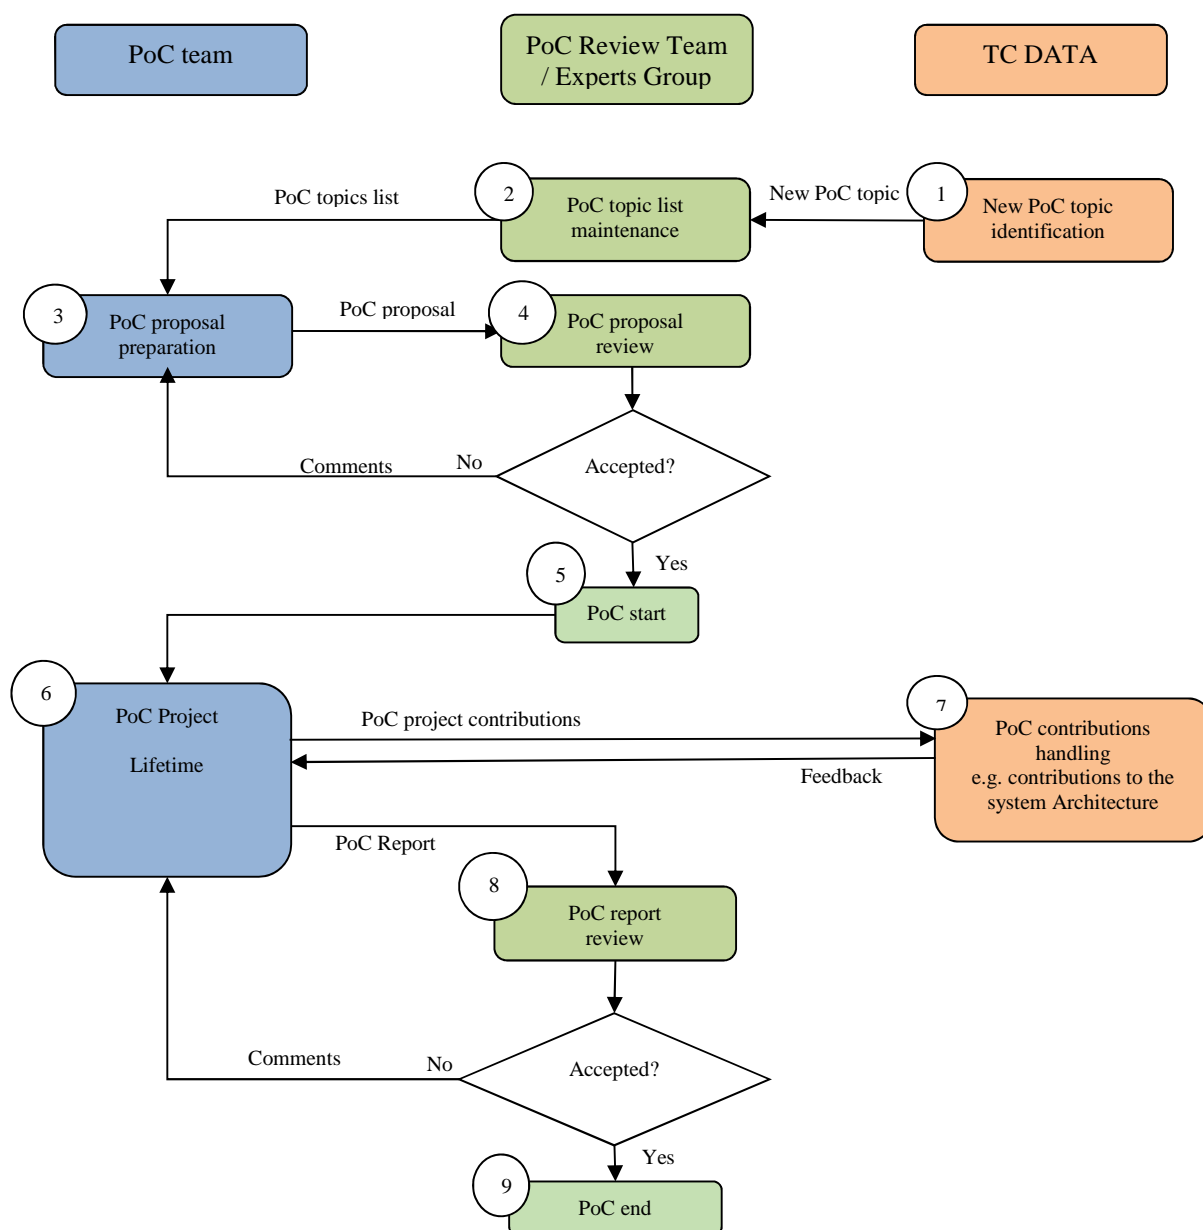 PoC team
PoC Review Team
/ Experts Group
TC DATA
1
New PoC topic
identification
New PoC topic
2
PoC topic list
maintenance
PoC topics list
3
PoC proposal
preparation
PoC proposal
4
PoC proposal
review
Accepted?
No
Comments
Yes
5
PoC start
6
PoC Project
Lifetime
PoC project contributions
7
PoC contributions
handling
e.g. contributions to the
system Architecture
Feedback
PoC Report
8
PoC report
review
Accepted?
No
Comments
Yes
9
PoC end